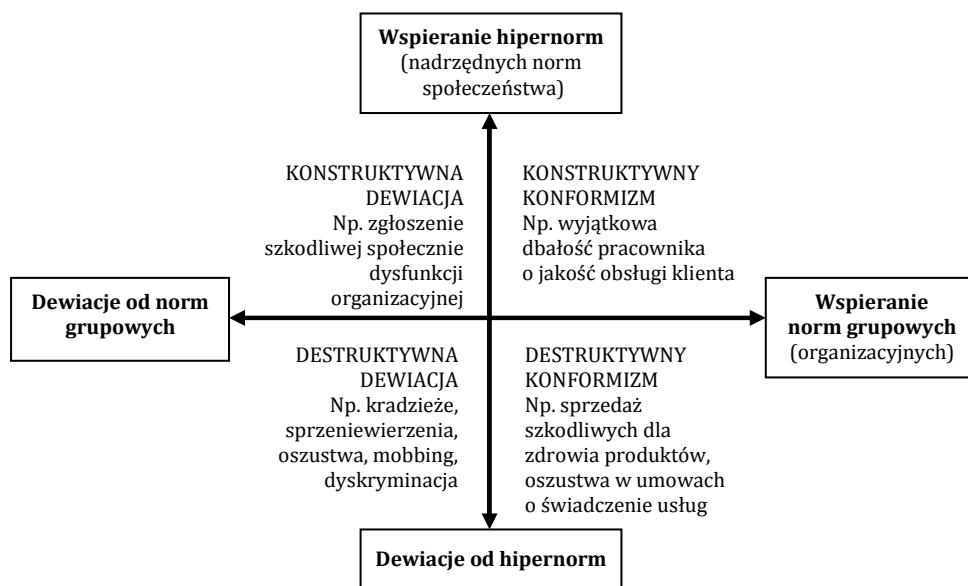 Wspieranie hipernorm
(nadrzędnych norm
społeczeństwa)
KONSTRUKTYWNA
DEWIACJA
Np. zgłoszenie
szkodliwej społecznie
dysfunkcji
organizacyjnej
KONSTRUKTYWNY
KONFORMIZM
Np. wyjątkowa
dbałość pracownika
o jakość obsługi klienta
Dewiacje od norm
grupowych
Wspieranie
norm grupowych
(organizacyjnych)
DESTRUKTYWNA
DEWIACJA
Np. kradzieże,
sprzeniewierzenia,
oszustwa, mobbing,
dyskryminacja
DESTRUKTYWNY
KONFORMIZM
Np. sprzedaż
szkodliwych dla
zdrowia produktów,
oszustwa w umowach
o świadczenie usług
Dewiacje od hipernorm